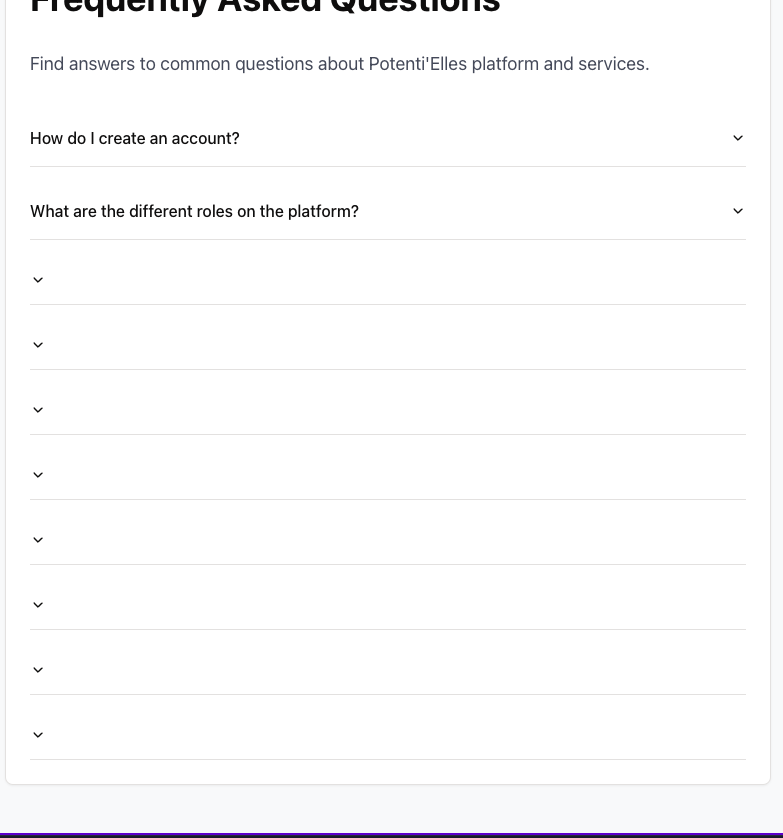 Frequently Asked Questions
Find answers to common questions about Potenti'Elles platform and services.
How do I create an account?
What are the different roles on the platform?